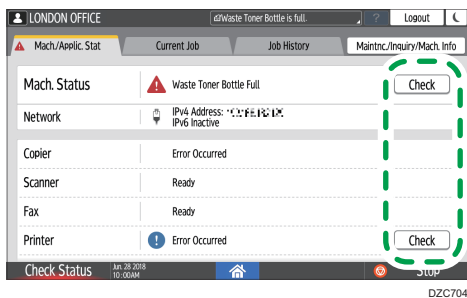 LONDON OFFICE
Waste Toner Bottle is full.
?
Logout
Mach./Applic. Stat
Current Job
Job History
Maintnc./Inquiry/Mach. Info
Mach. Status
Waste Toner Bottle Full
Check
Network
IPv4 Address:
IPv6 Inactive
Copier
Error Occurred
Scanner
Ready
Fax
Ready
Printer
Error Occurred
Check
Check Status
Jun. 28 2018
10:00AM
Stop
DZC704